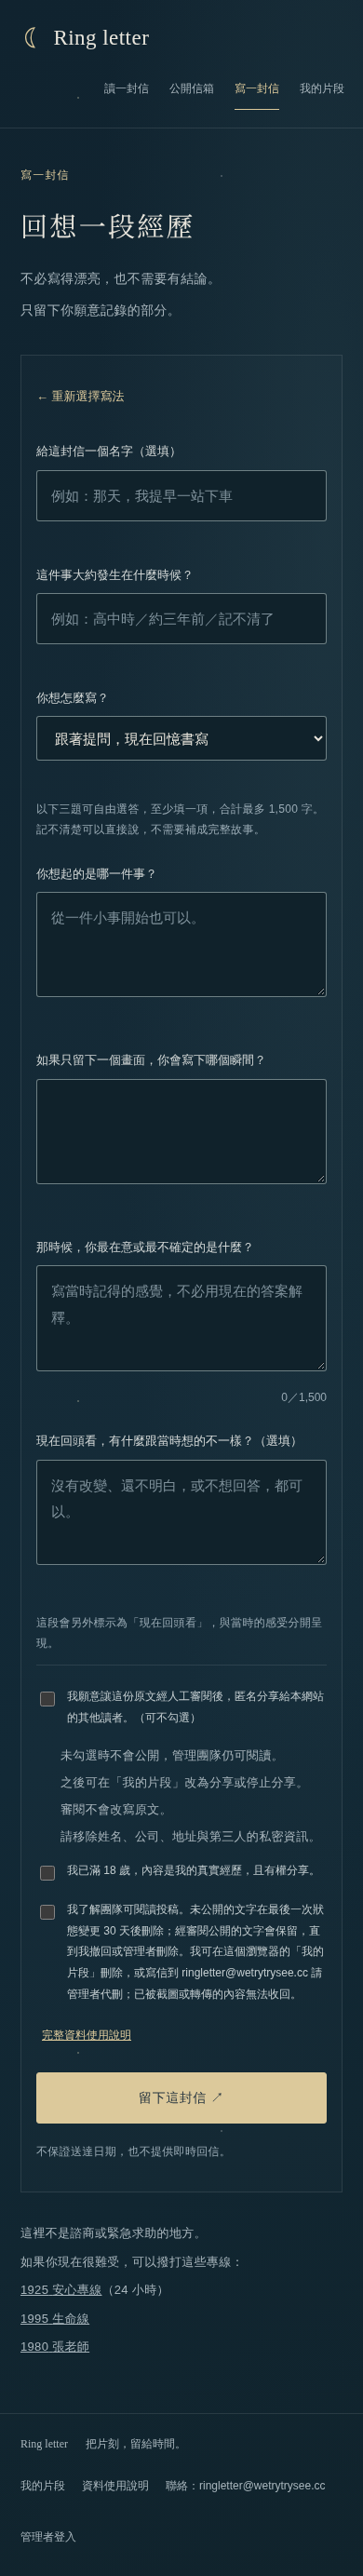 Ring letter
讀一封信 公開信箱 寫一封信 我的片段
寫一封信
回想一段經歷
不必寫得漂亮，也不需要有結論。
只留下你願意記錄的部分。
← 重新選擇寫法
給這封信一個名字（選填）
例如：那天，我提早一站下車
這件事大約發生在什麼時候？
例如：高中時／約三年前／記不清了
你想怎麼寫？
跟著提問，現在回憶書寫
以下三題可自由選答，至少填一項，合計最多 1,500 字。
記不清楚可以直接說，不需要補成完整故事。
你想起的是哪一件事？
從一件小事開始也可以。
如果只留下一個畫面，你會寫下哪個瞬間？
那時候，你最在意或最不確定的是什麼？
寫當時記得的感覺，不必用現在的答案解
釋。
0／1,500
現在回頭看，有什麼跟當時想的不一樣？（選填）
沒有改變、還不明白，或不想回答，都可
以。
這段會另外標示為「現在回頭看」，與當時的感受分開呈
現。
我願意讓這份原文經人工審閱後，匿名分享給本網站
的其他讀者。（可不勾選）
未勾選時不會公開，管理團隊仍可閱讀。
之後可在「我的片段」改為分享或停止分享。
審閱不會改寫原文。
請移除姓名、公司、地址與第三人的私密資訊。
我已滿 18 歲，內容是我的真實經歷，且有權分享。
我了解團隊可閱讀投稿。未公開的文字在最後一次狀
態變更 30 天後刪除；經審閱公開的文字會保留，直
到我撤回或管理者刪除。我可在這個瀏覽器的「我的
片段」刪除，或寫信到 ringletter@wetrytrysee.cc 請
管理者代刪；已被截圖或轉傳的內容無法收回。
完整資料使用說明
留下這封信 ↗
不保證送達日期，也不提供即時回信。
這裡不是諮商或緊急求助的地方。
如果你現在很難受，可以撥打這些專線：
1925 安心專線（24 小時）
1995 生命線
1980 張老師
Ring letter 把片刻，留給時間。
我的片段 資料使用說明 聯絡：ringletter@wetrytrysee.cc
管理者登入